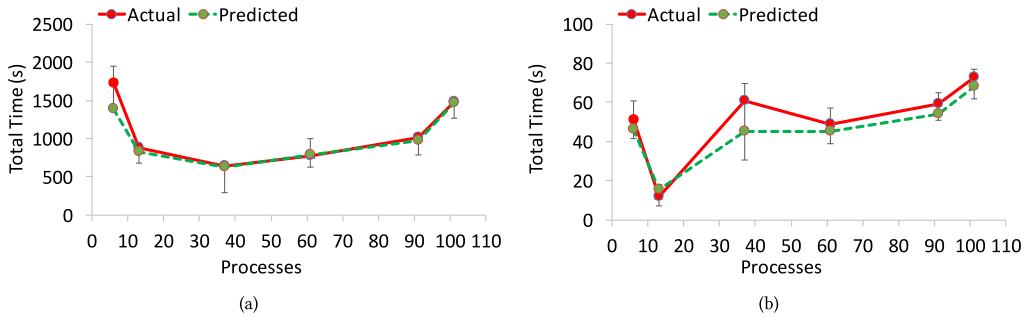 Actual Predicted
2500
2000
1500
1000
500
0
Total Time (s)
0 10 20 30 40 50 60 70 80 90 100 110
Processes
(a)
Actual Predicted
100
80
60
40
20
0
Total Time (s)
0 10 20 30 40 50 60 70 80 90 100 110
Processes
(b)